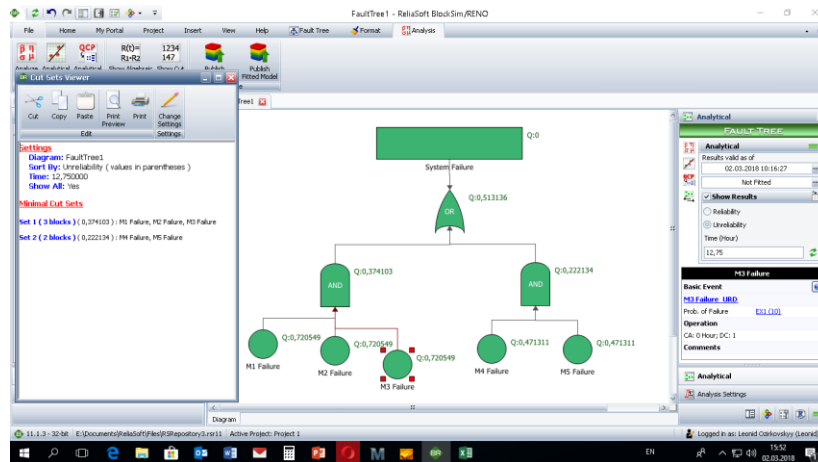 FaultTree1 - ReliaSoft BlockSim/RENO
File Home My Portal Project Insert View Help Fault Tree Format Analysis
R(t)= 1234
R1•R2 147
QCP
Publish
Fitted Model
Cut Sets Viewer
Cut Copy Paste Print Preview Print Change Settings
Edit Settings
Settings
Diagram: FaultTree1
Sort By: Unreliability ( values in parentheses )
Time: 12,750000
Show All: Yes
Minimal Cut Sets
Set 1 ( 3 blocks ) ( 0,374103 ) : M1 Failure, M2 Failure, M3 Failure
Set 2 ( 2 blocks ) ( 0,222134 ) : M4 Failure, M5 Failure
Tree1
Q:0
System Failure
Q:0,513136
OR
Q:0,374103
AND
Q:0,222134
AND
Q:0,720549
M1 Failure
Q:0,720549
M2 Failure
Q:0,720549
M3 Failure
Q:0,471311
M4 Failure
Q:0,471311
M5 Failure
Diagram
Analytical
FAULT TREE
Analytical
Results valid as of
02.03.2018 10:16:27
Not Fitted
QCP
Show Results
Reliability
Unreliability
Time (Hour)
12,75
M3 Failure
Basic Event
M3 Failure_URD
Prob. of Failure EX1 (10)
Operation
CA: 0 Hour; DC: 1
Comments
Analytical
Analysis Settings
11.1.3 - 32-bit E:\Documents\ReliaSoft\Files\RSRepository3.rsr11 Active Project: Project 1
Logged in as: Leonid Ozirkovskyy (Leonid
EN
15:52
02.03.2018